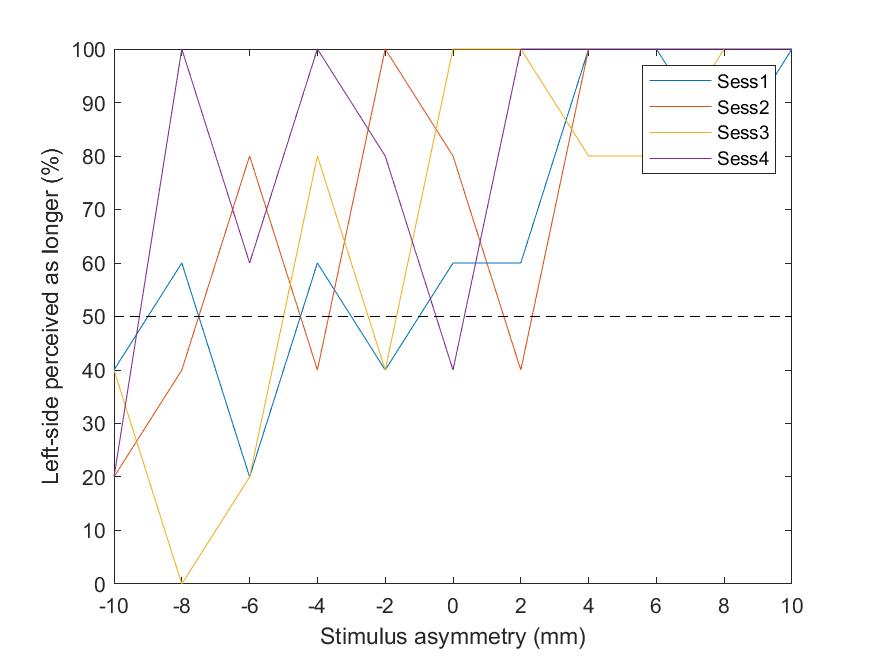 100
90
80
70
60
50
40
30
20
10
0
Left-side perceived as longer (%)
Sess1
Sess2
Sess3
Sess4
-10 -8 -6 -4 -2 0 2 4 6 8 10
Stimulus asymmetry (mm)